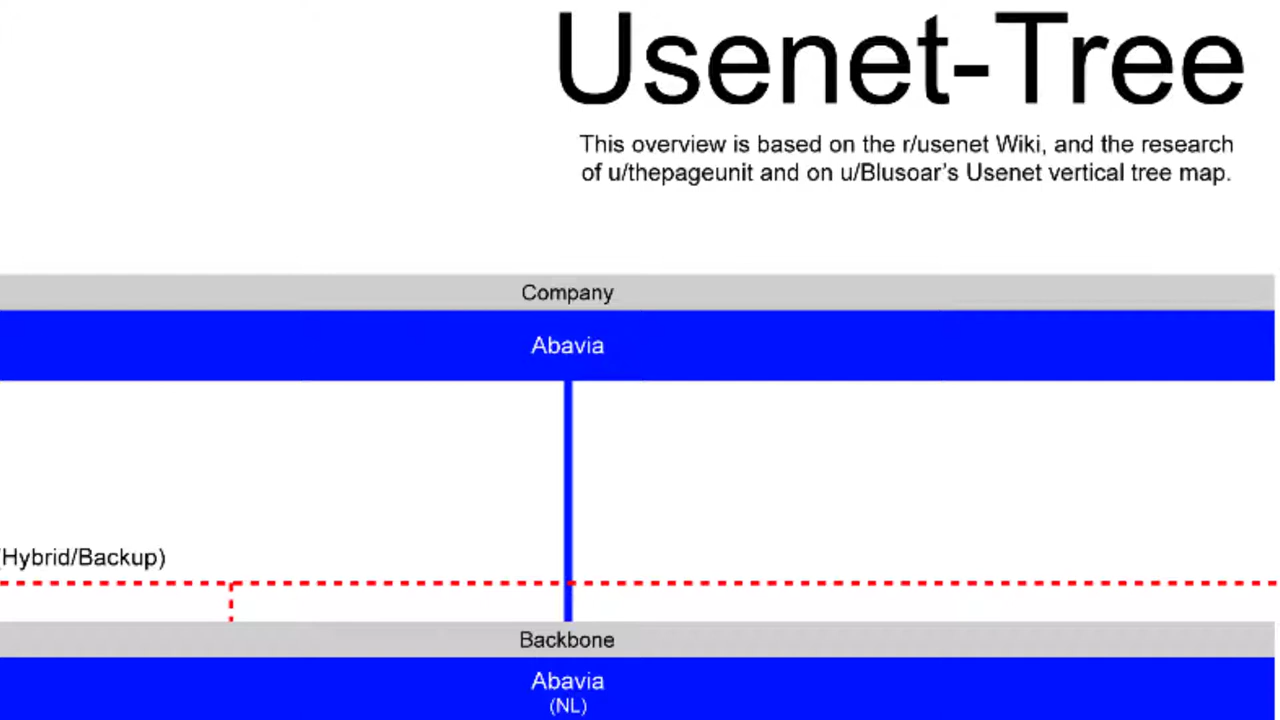 Usenet-Tree
This overview is based on the r/usenet Wiki, and the research
of u/thepageunit and on u/Blusoar’s Usenet vertical tree map.
Company
Abavia
(Hybrid/Backup)
Backbone
Abavia
(NL)